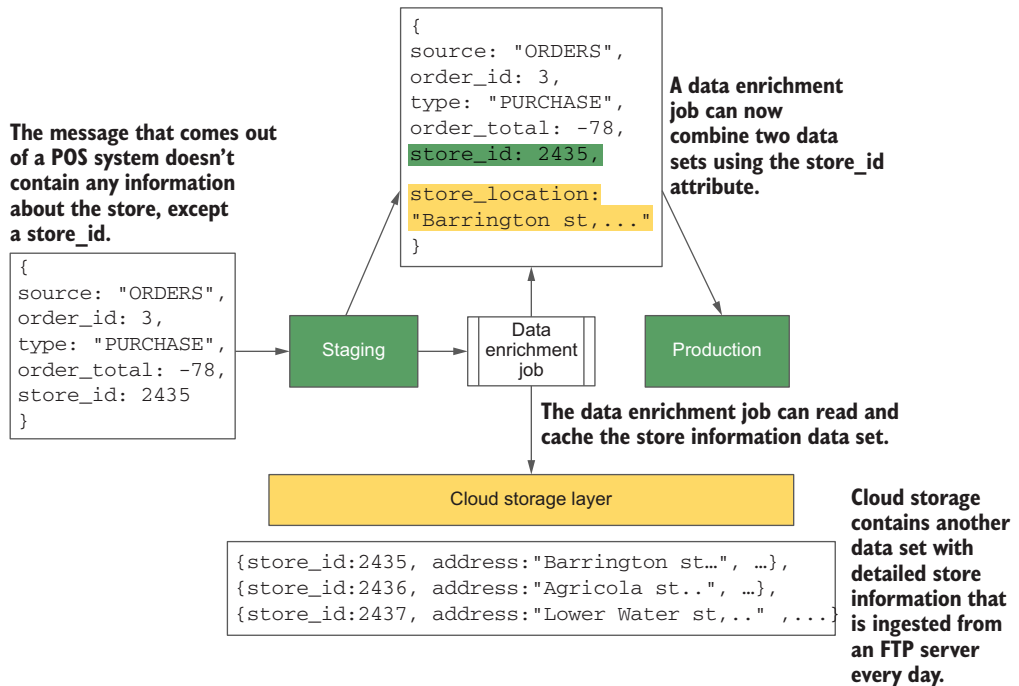 {
source: "ORDERS",
order_id: 3,
type: "PURCHASE",
order_total: -78,
store_id: 2435,
store_location:
"Barrington st,..."
}
A data enrichment
job can now
combine two data
sets using the store_id
attribute.
The message that comes out
of a POS system doesn’t
contain any information
about the store, except
a store_id.
{
source: "ORDERS",
order_id: 3,
type: "PURCHASE",
order_total: -78,
store_id: 2435
}
Staging
Data
enrichment
job
Production
The data enrichment job can read and
cache the store information data set.
Cloud storage layer
{store_id:2435, address:"Barrington st…", …},
{store_id:2436, address:"Agricola st..", …},
{store_id:2437, address:"Lower Water st,.." ,...}
Cloud storage
contains another
data set with
detailed store
information that
is ingested from
an FTP server
every day.